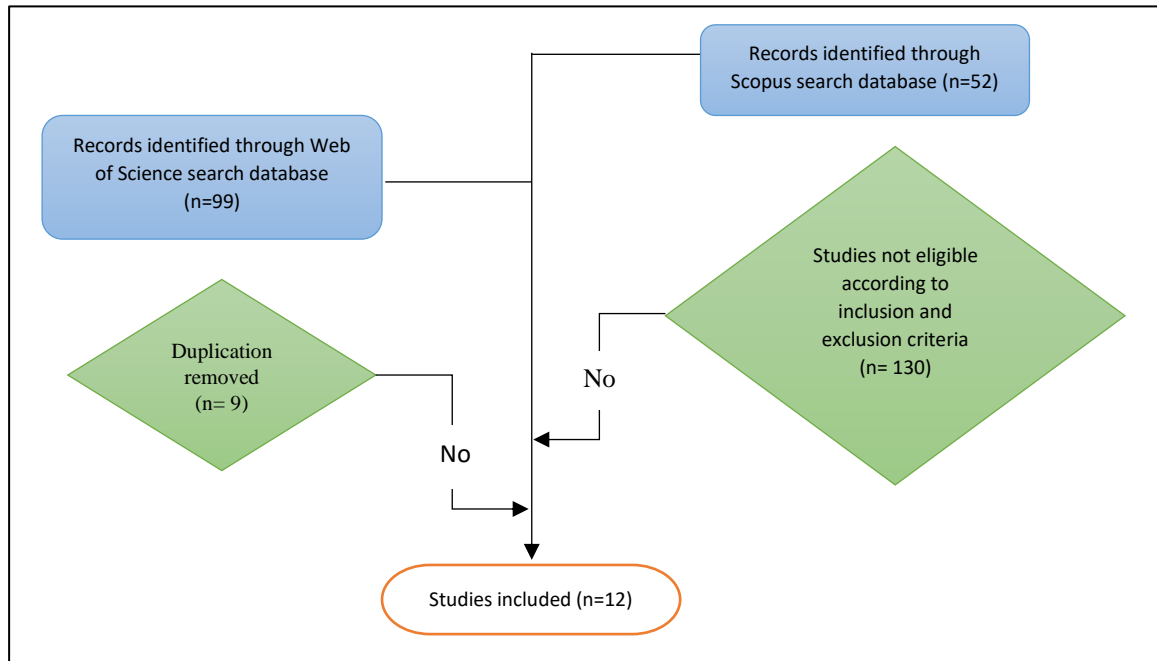 Records identified through
Scopus search database (n=52)
Records identified through Web
of Science search database
(n=99)
Studies not eligible
according to
inclusion and
exclusion criteria
(n= 130)
Duplication
removed
(n= 9)
No
No
Studies included (n=12)